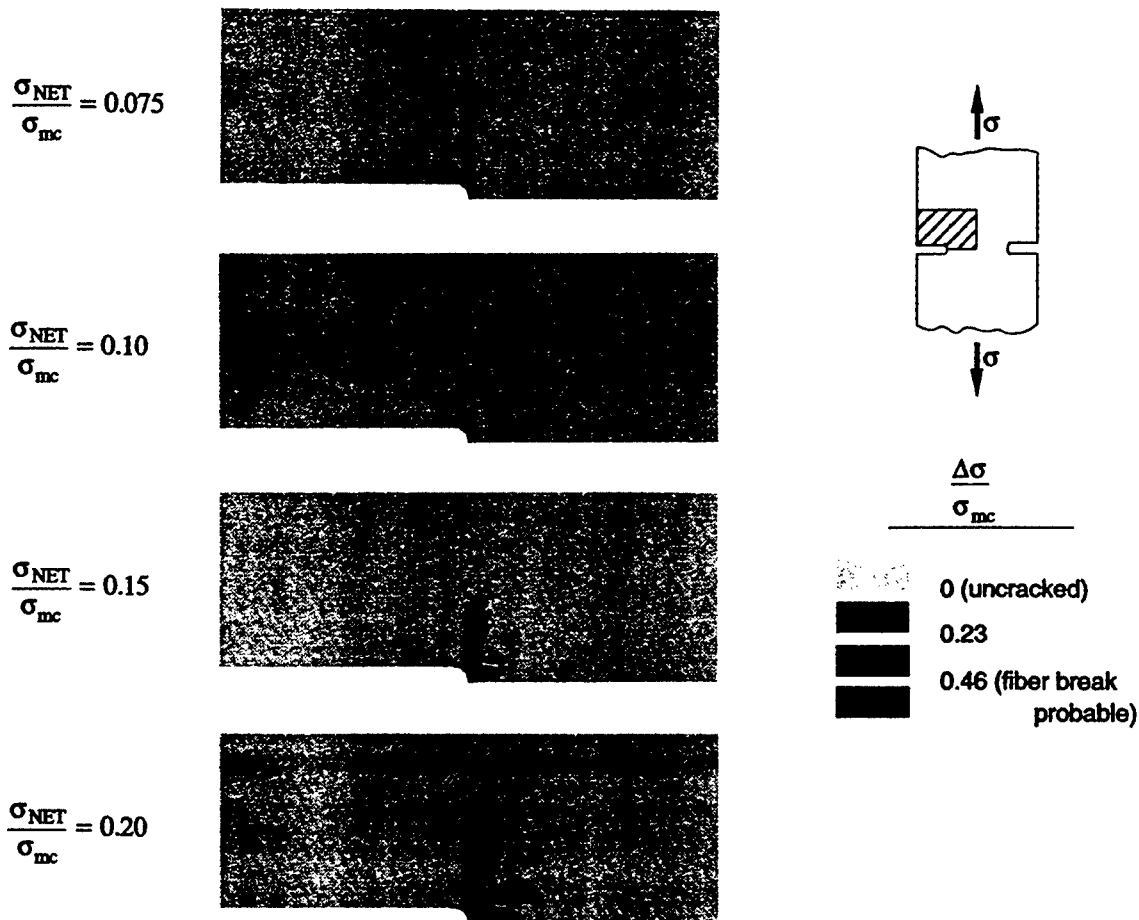 σNET/σmc = 0.075
σNET/σmc = 0.10
σNET/σmc = 0.15
σNET/σmc = 0.20
σ
σ
Δσ/σmc
0 (uncracked)
0.23
0.46 (fiber break
probable)